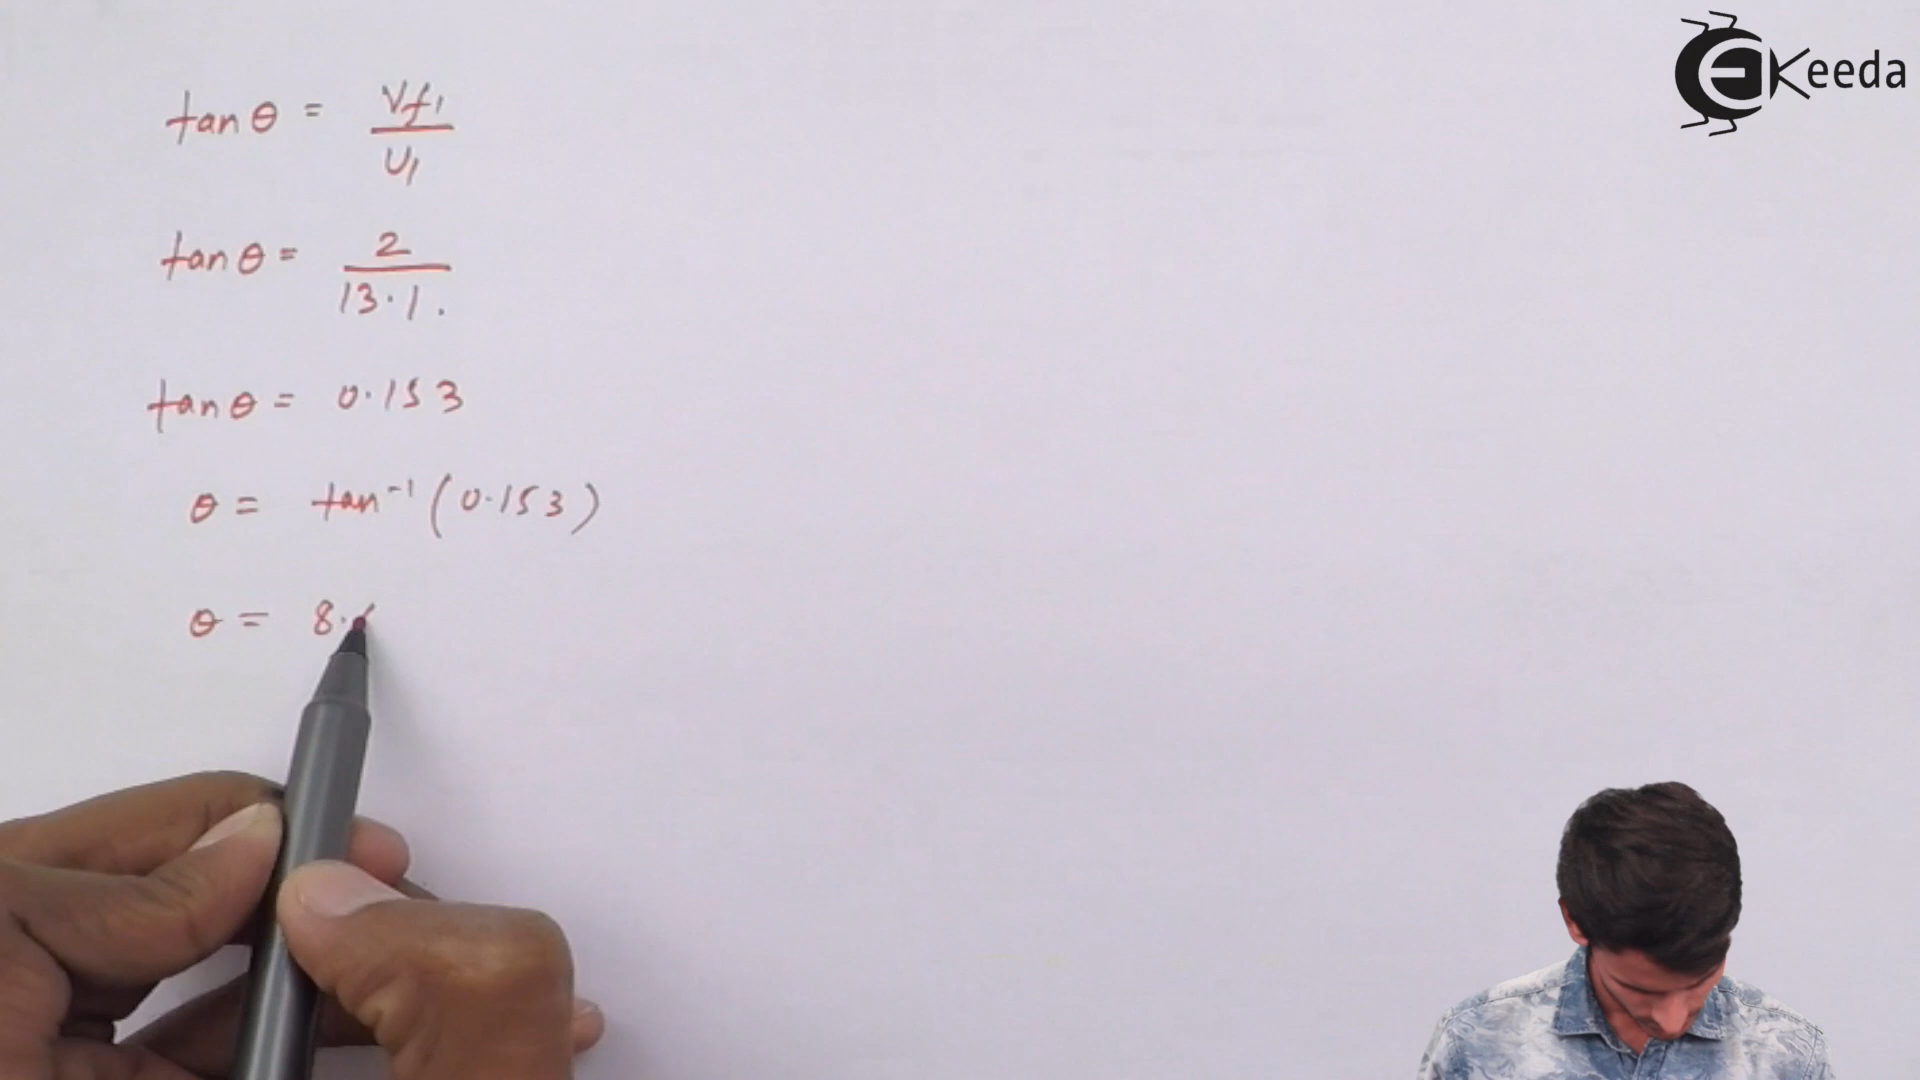 tan θ = Vf1 / U1
tan θ = 2 / 13.1.
tan θ = 0.153
θ = tan⁻¹ (0.153)
θ = 8.
EKeeda